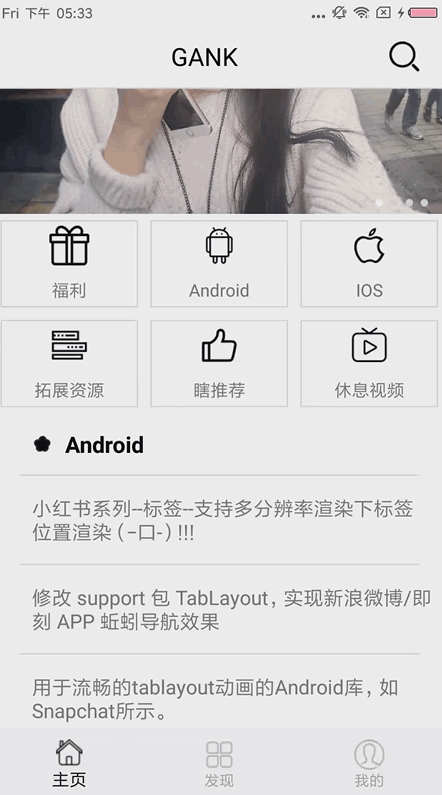 Fri 下午 05:33
GANK
福利
Android
IOS
拓展资源
瞎推荐
休息视频
Android
小红书系列--标签--支持多分辨率渲染下标签
位置渲染 (－口-) !!!
修改 support 包 TabLayout，实现新浪微博/即
刻 APP 蚯蚓导航效果
用于流畅的tablayout动画的Android库，如
Snapchat所示。
主页
发现
我的